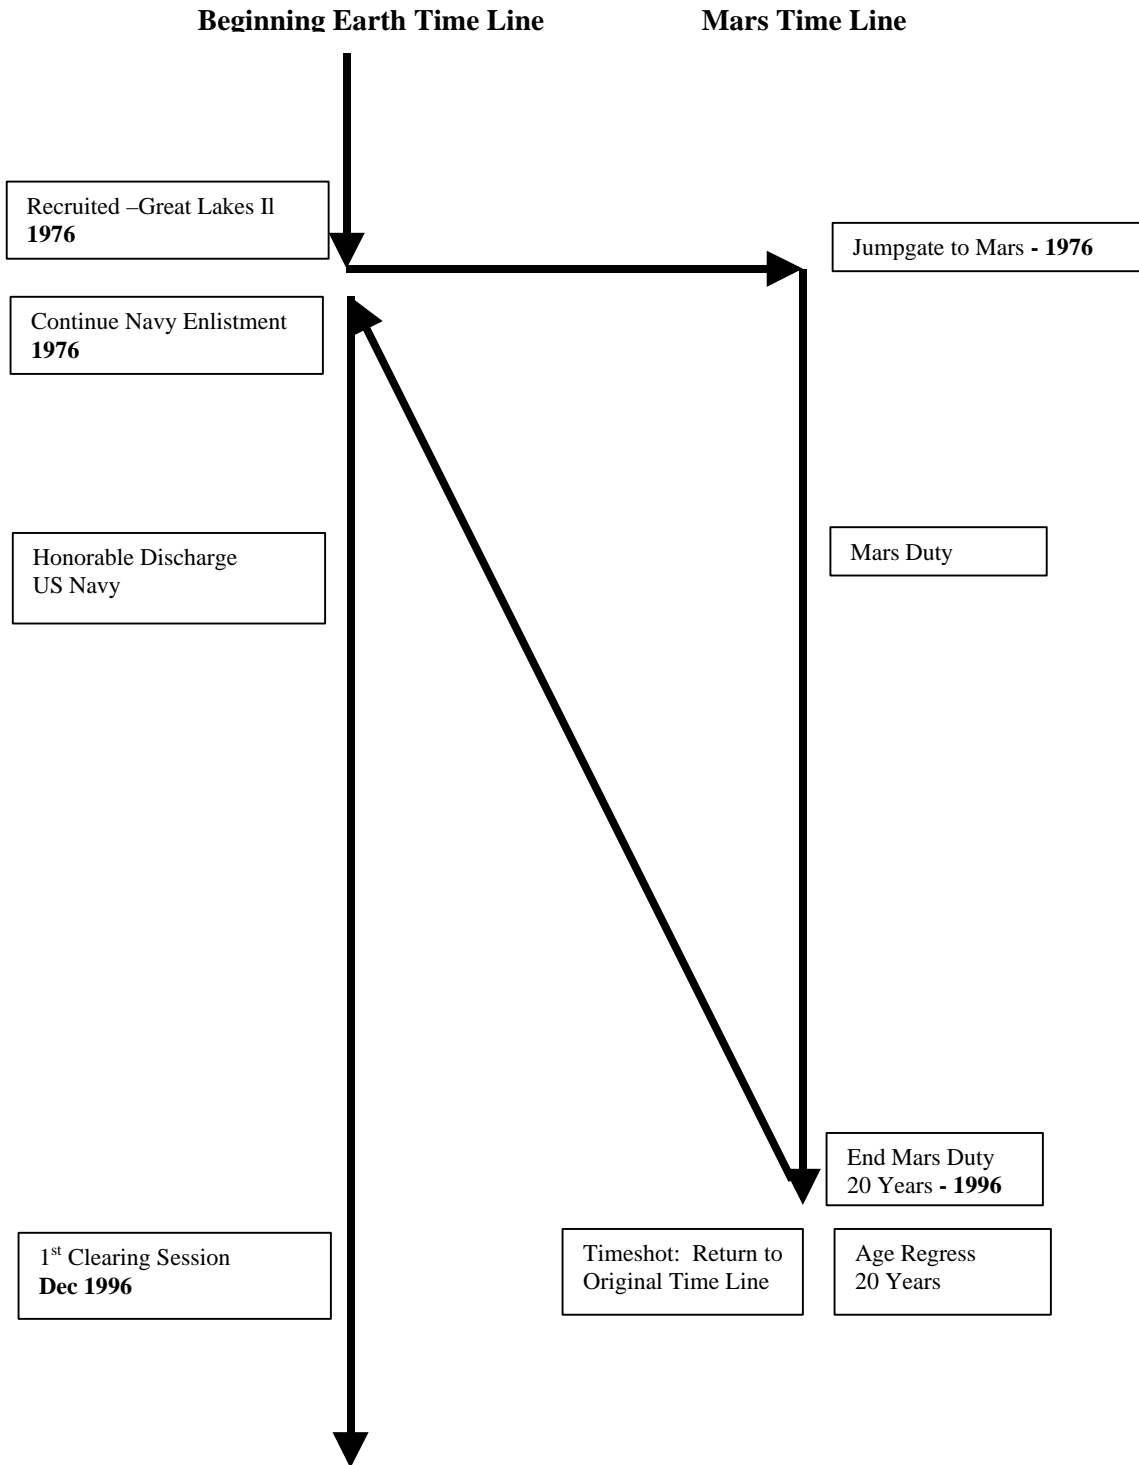 Beginning Earth Time Line
Mars Time Line
Recruited –Great Lakes Il
1976
Jumpgate to Mars - 1976
Continue Navy Enlistment
1976
Honorable Discharge
US Navy
Mars Duty
End Mars Duty
20 Years - 1996
1st Clearing Session
Dec 1996
Timeshot: Return to
Original Time Line
Age Regress
20 Years